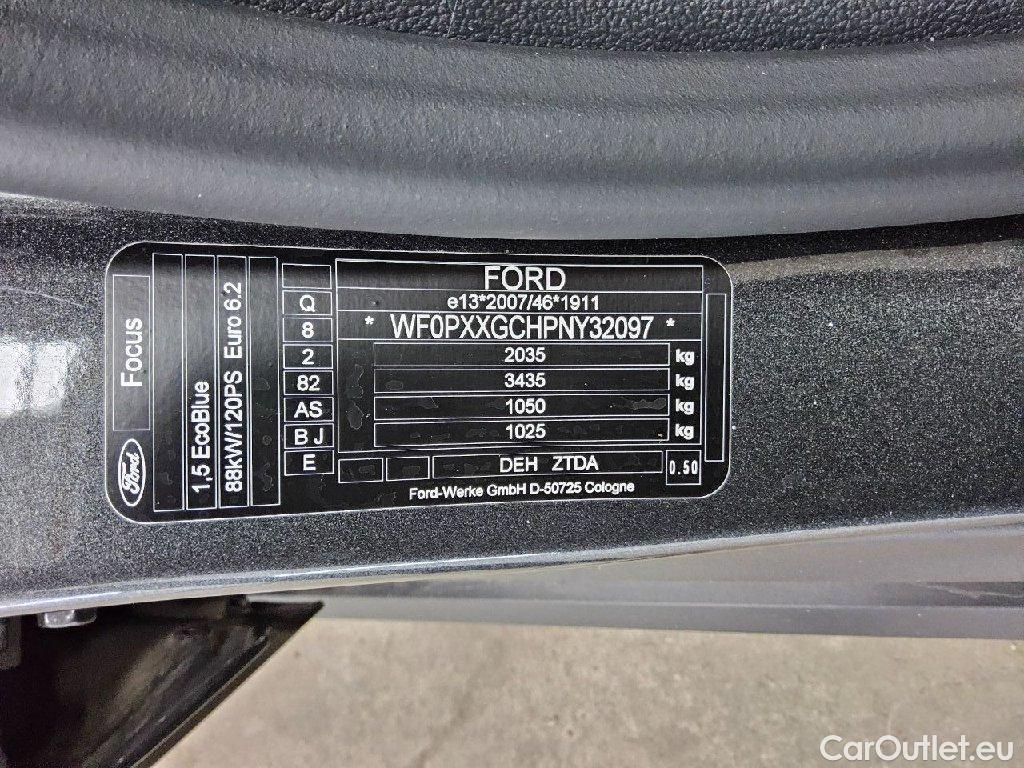 FORD
e13*2007/46*1911
* WF0PXXGCHPNY32097 *
2035 kg
3435 kg
1050 kg
1025 kg
DEH ZTDA
0.50
Ford-Werke GmbH D-50725 Cologne
Q
8
2
82
AS
B J
E
Focus
Ford
1,5 EcoBlue
88kW/120PS Euro 6.2
CarOutlet.eu